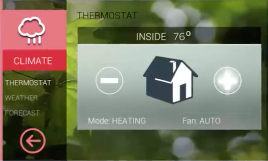 THERMOSTAT
INSIDE 76°
CLIMATE
THERMOSTAT
WEATHER
FORECAST
Mode: HEATING
Fan: AUTO